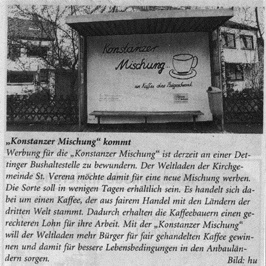 Konstanzer
Mischung
„Konstanzer Mischung“ kommt
Werbung für die „Konstanzer Mischung“ ist derzeit an einer Det-
tinger Bushaltestelle zu bewundern. Der Weltladen der Kirchge-
meinde St. Verena möchte damit für eine neue Mischung werben.
Die Sorte soll in wenigen Tagen erhältlich sein. Es handelt sich da-
bei um einen Kaffee, der aus fairem Handel mit den Ländern der
dritten Welt stammt. Dadurch erhalten die Kaffeebauern einen ge-
rechteren Lohn für ihre Arbeit. Mit der „Konstanzer Mischung“
will der Weltladen mehr Bürger für fair gehandelten Kaffee gewin-
nen und damit für bessere Lebensbedingungen in den Anbaulän-
dern sorgen. Bild: hu